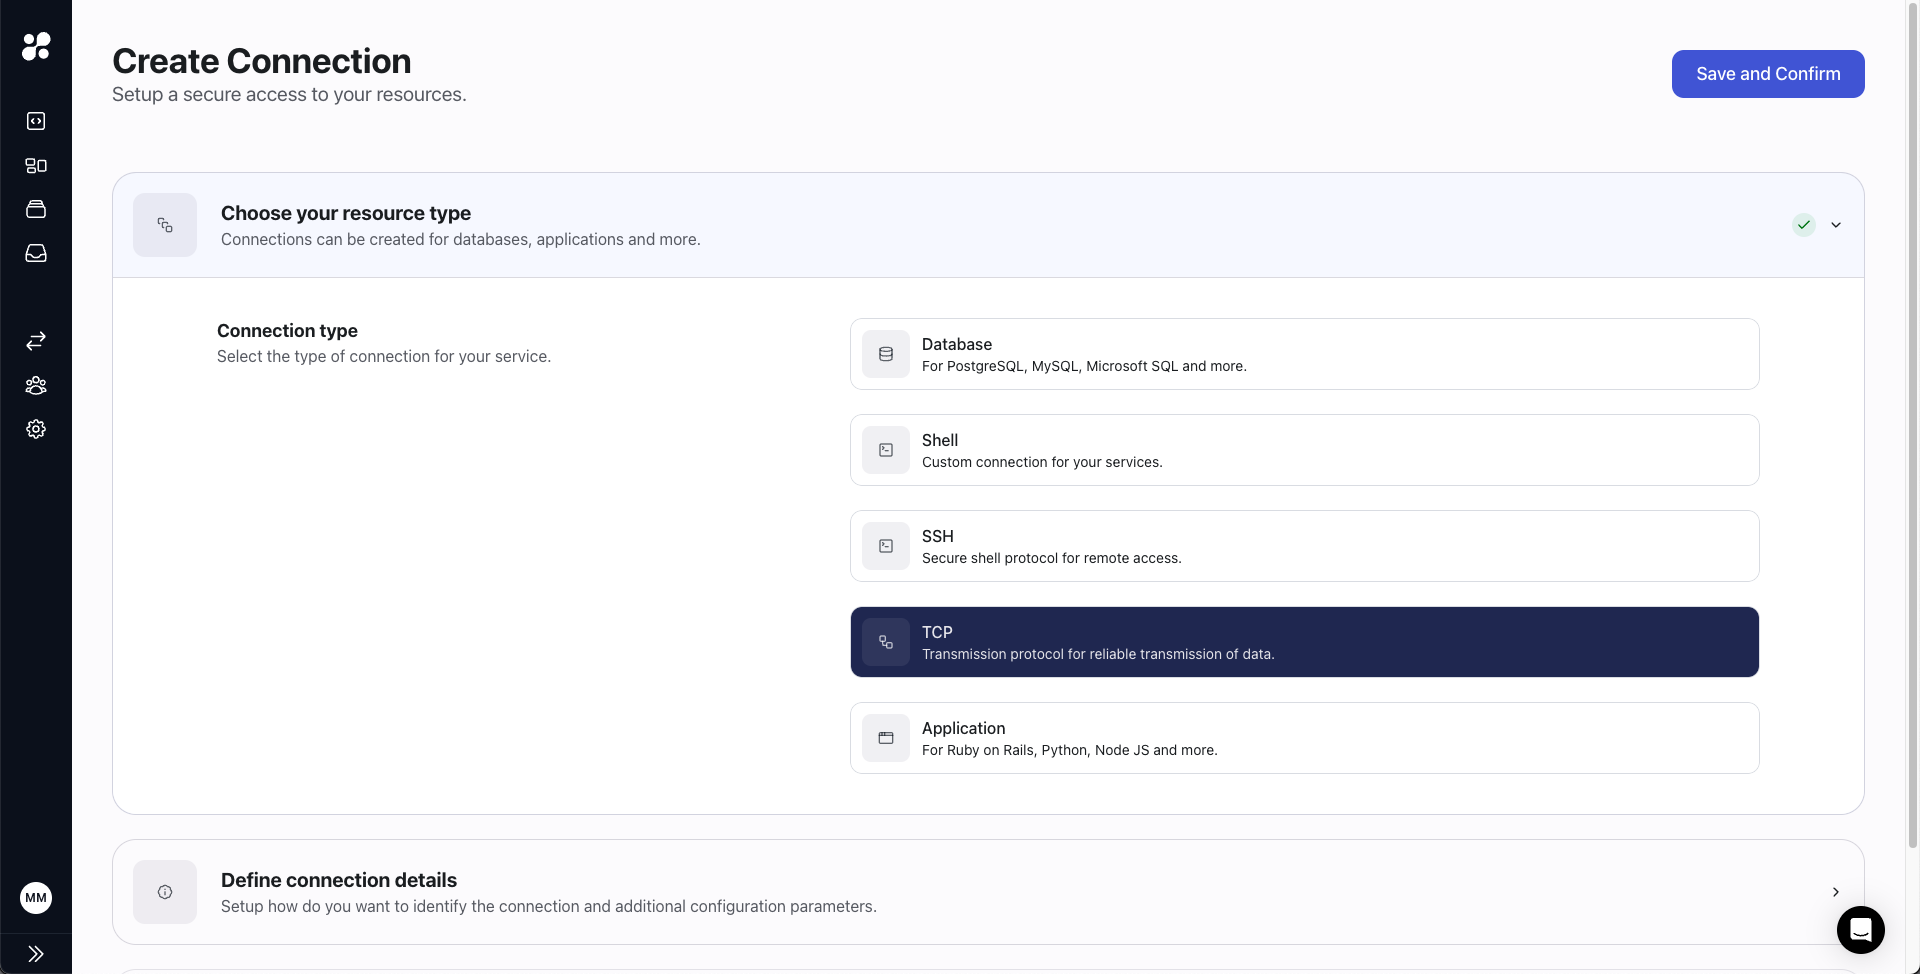 Create Connection
Setup a secure access to your resources.
Save and Confirm
Choose your resource type
Connections can be created for databases, applications and more.
Connection type
Select the type of connection for your service.
Database
For PostgreSQL, MySQL, Microsoft SQL and more.
Shell
Custom connection for your services.
SSH
Secure shell protocol for remote access.
TCP
Transmission protocol for reliable transmission of data.
Application
For Ruby on Rails, Python, Node JS and more.
Define connection details
Setup how do you want to identify the connection and additional configuration parameters.
MM